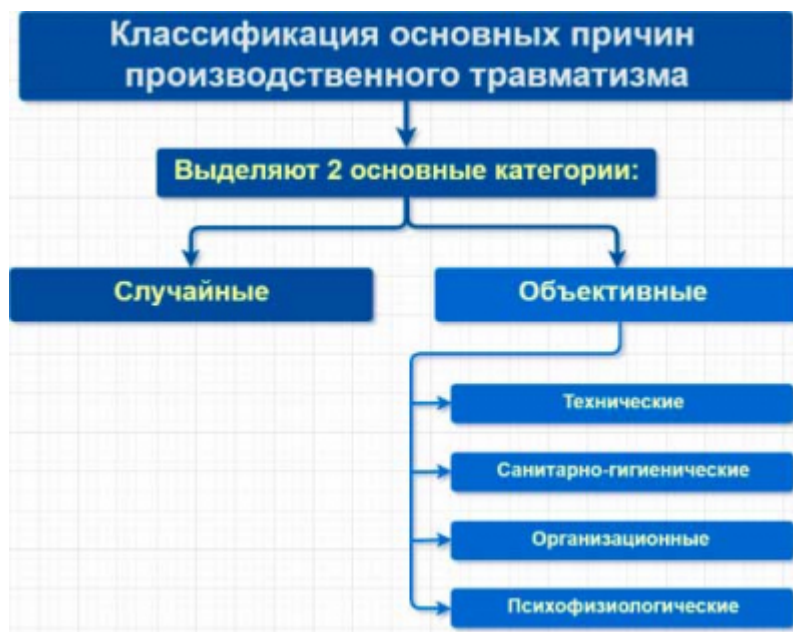 Классификация основных причин
производственного травматизма
Выделяют 2 основные категории:
Случайные
Объективные
Технические
Санитарно-гигиенические
Организационные
Психофизиологические